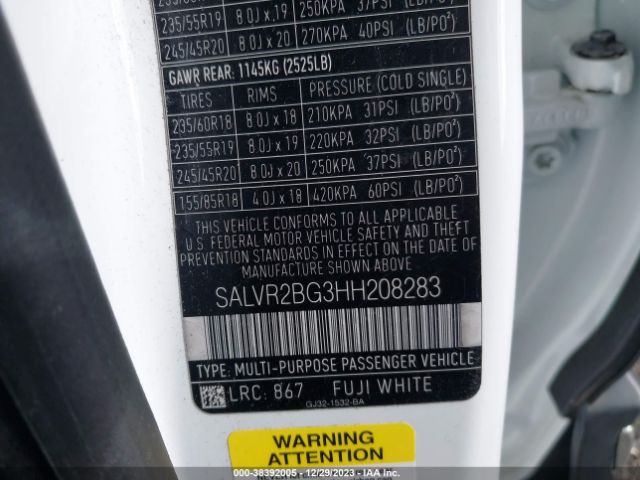 235/55R19 8.0J x 19 250KPA 37PSI (LB/PO²)
245/45R20 8.0J x 20 270KPA 40PSI (LB/PO²)
GAWR REAR: 1145KG (2525LB)
TIRES RIMS PRESSURE (COLD SINGLE)
235/60R18 8.0J x 18 210KPA 31PSI (LB/PO²)
235/55R19 8.0J x 19 220KPA 32PSI (LB/PO²)
245/45R20 8.0J x 20 250KPA 37PSI (LB/PO²)
155/85R18 4.0J x 18 420KPA 60PSI (LB/PO²)
THIS VEHICLE CONFORMS TO ALL APPLICABLE
U.S. FEDERAL MOTOR VEHICLE SAFETY AND THEFT
PREVENTION STANDARDS IN EFFECT ON THE DATE OF
MANUFACTURE SHOWN ABOVE
SALVR2BG3HH208283
TYPE: MULTI-PURPOSE PASSENGER VEHICLE
LRC: 867 FUJI WHITE
GJ32-1532-BA
WARNING
ATTENTION
000-38392005 - 12/29/2023 - IAA Inc.